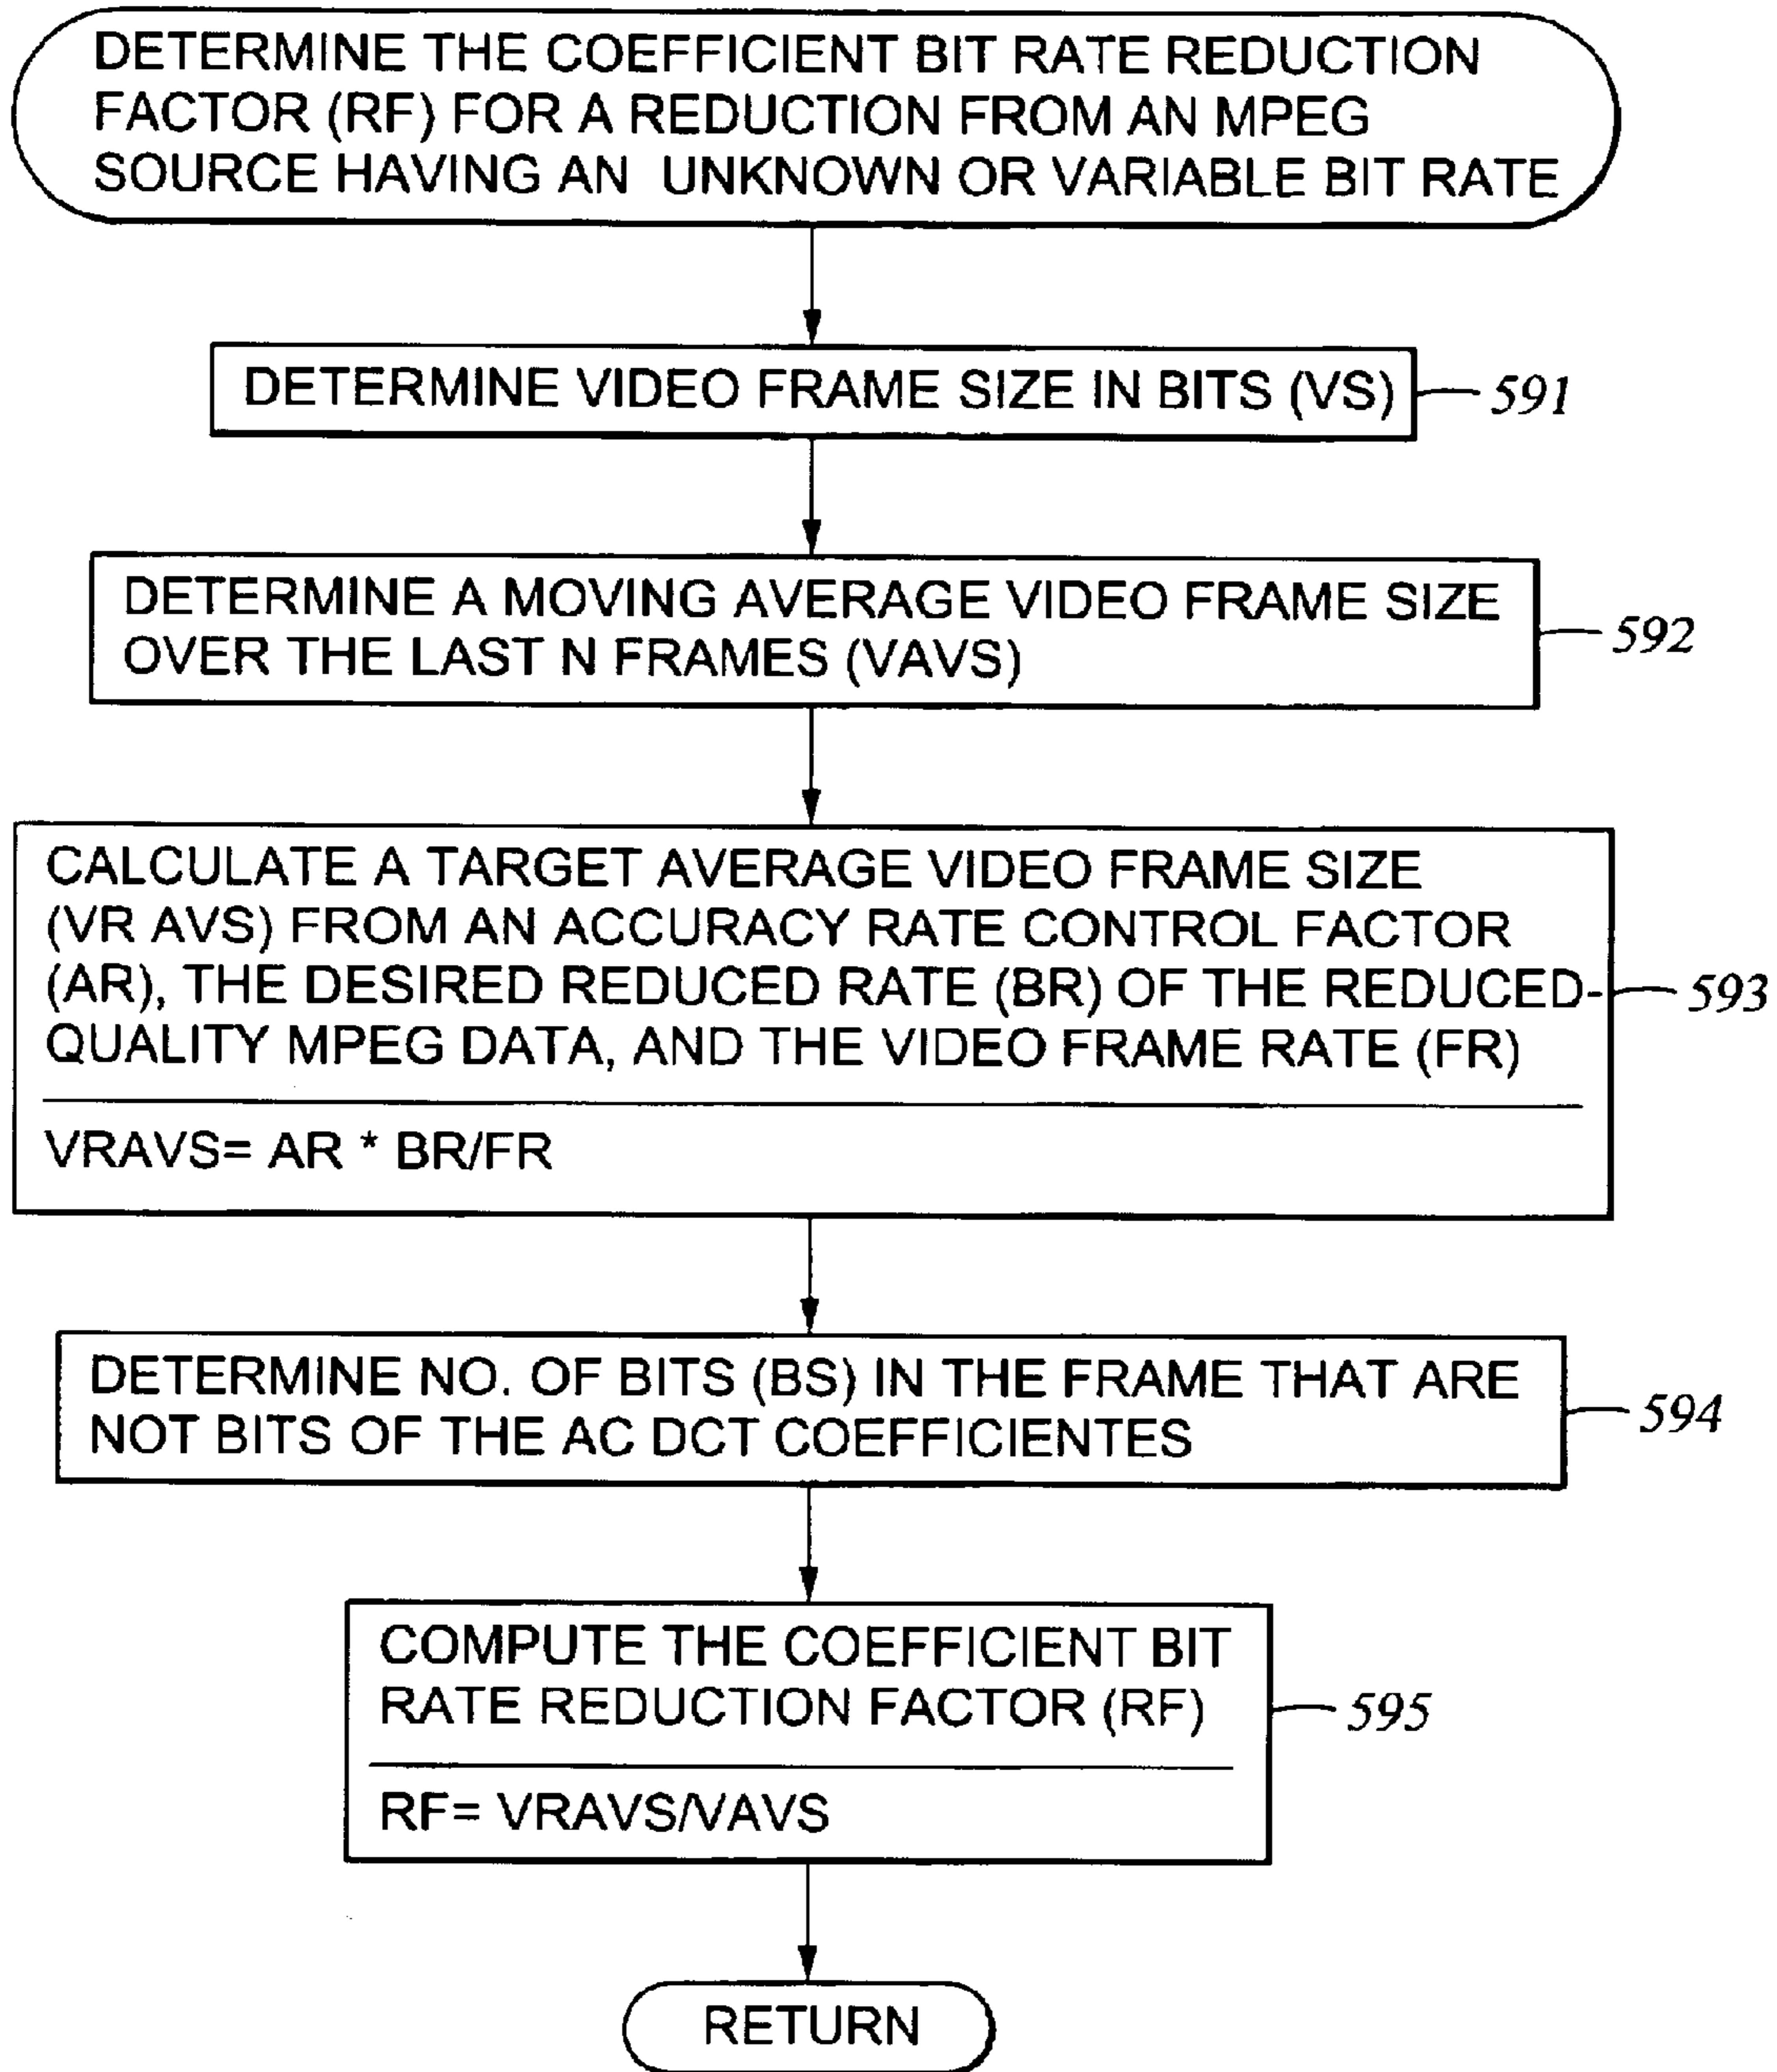 DETERMINE THE COEFFICIENT BIT RATE REDUCTION
FACTOR (RF) FOR A REDUCTION FROM AN MPEG
SOURCE HAVING AN UNKNOWN OR VARIABLE BIT RATE
DETERMINE VIDEO FRAME SIZE IN BITS (VS)
591
DETERMINE A MOVING AVERAGE VIDEO FRAME SIZE
OVER THE LAST N FRAMES (VAVS)
592
CALCULATE A TARGET AVERAGE VIDEO FRAME SIZE
(VR AVS) FROM AN ACCURACY RATE CONTROL FACTOR
(AR), THE DESIRED REDUCED RATE (BR) OF THE REDUCED-
QUALITY MPEG DATA, AND THE VIDEO FRAME RATE (FR)
VRAVS= AR * BR/FR
593
DETERMINE NO. OF BITS (BS) IN THE FRAME THAT ARE
NOT BITS OF THE AC DCT COEFFICIENTES
594
COMPUTE THE COEFFICIENT BIT
RATE REDUCTION FACTOR (RF)
RF= VRAVS/VAVS
595
RETURN